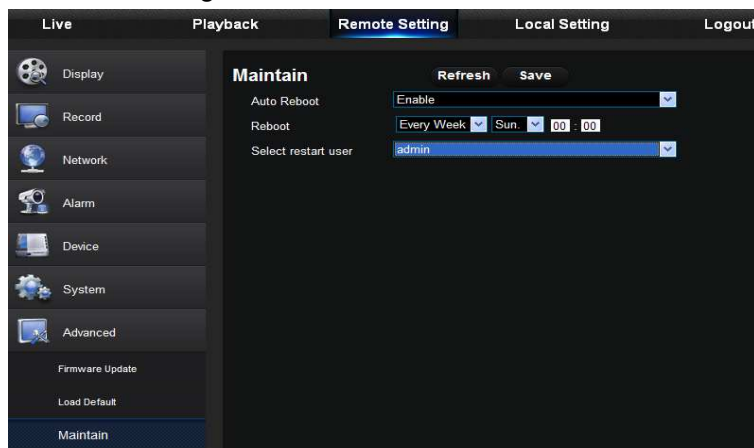 Live Playback Remote Setting Local Setting Logout
Display
Record
Network
Alarm
Device
System
Advanced
Firmware Update
Load Default
Maintain
Maintain Refresh Save
Auto Reboot Enable
Reboot Every Week Sun. 00 : 00
Select restart user admin